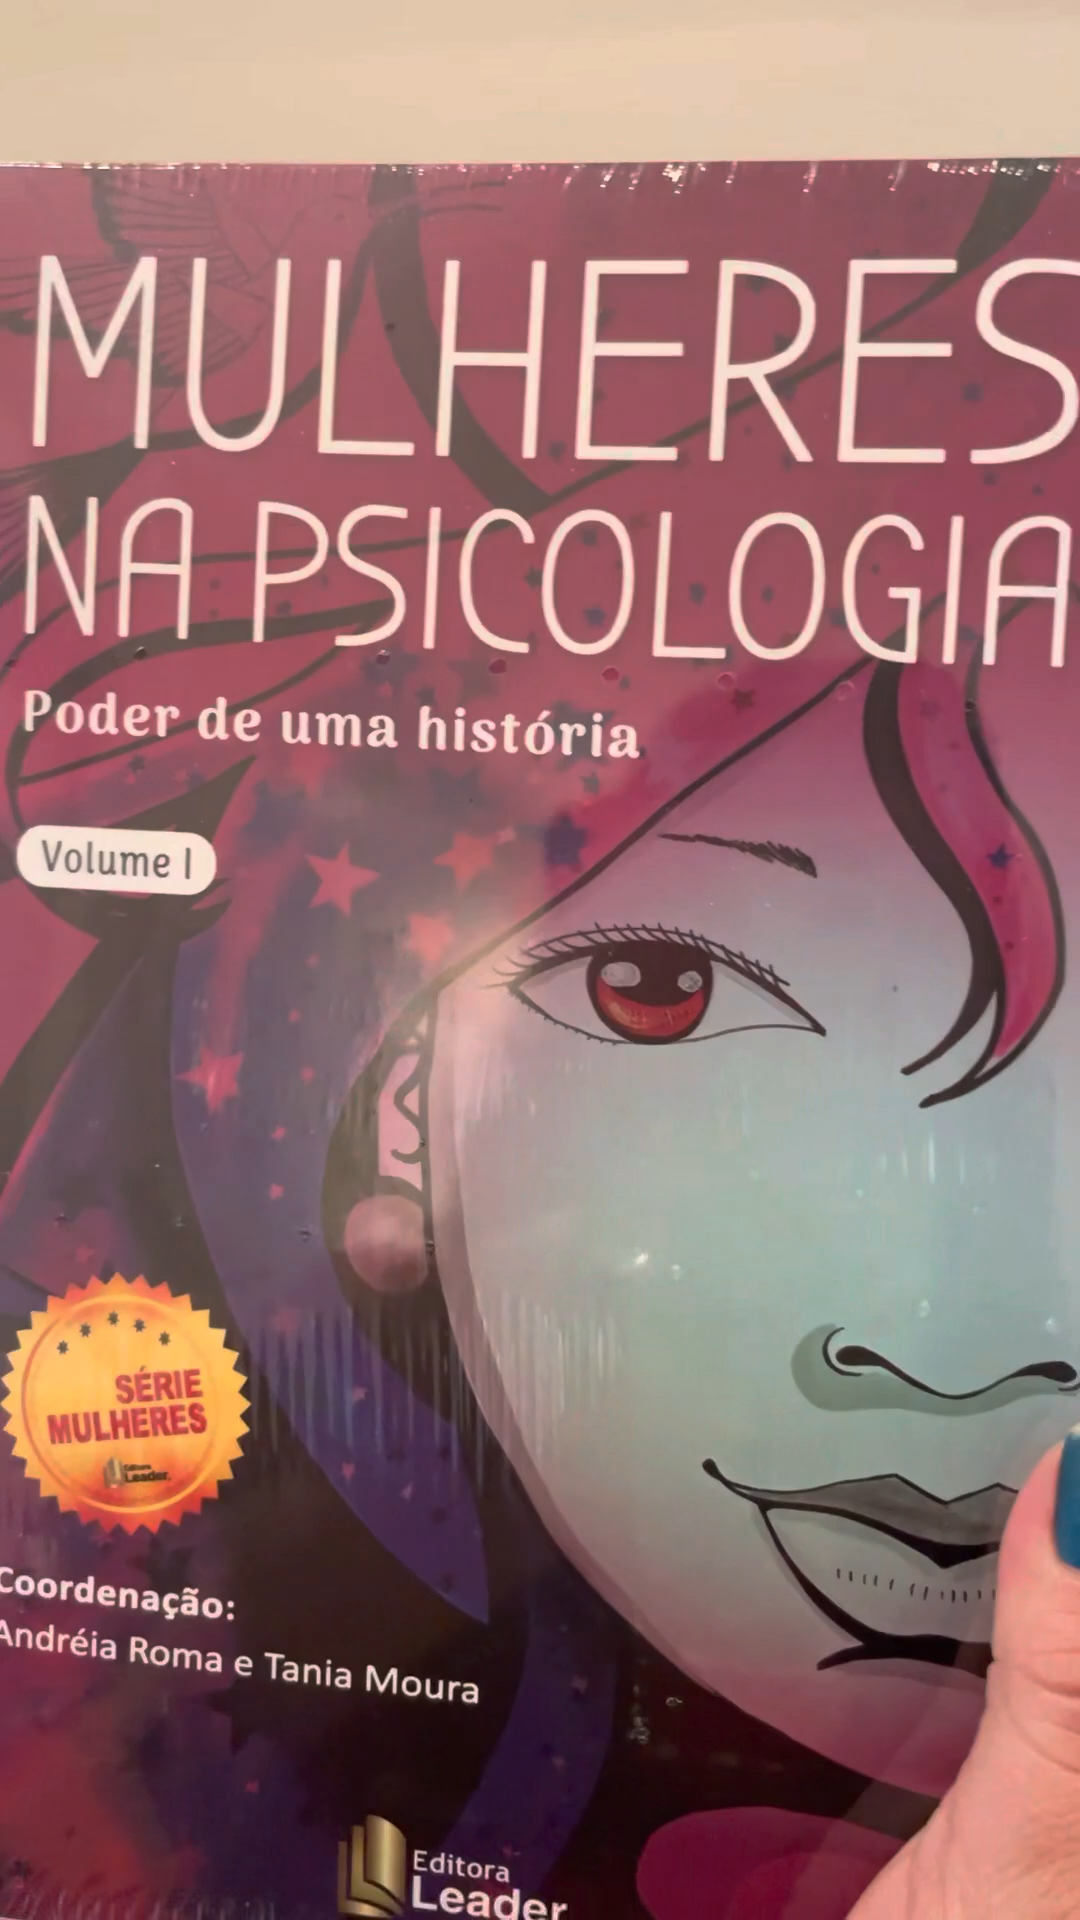 MULHERES
NA PSICOLOGIA
Poder de uma história
Volume I
SÉRIE
MULHERES
Editora
Leader
Coordenação:
Andréia Roma e Tania Moura
Editora
Leader